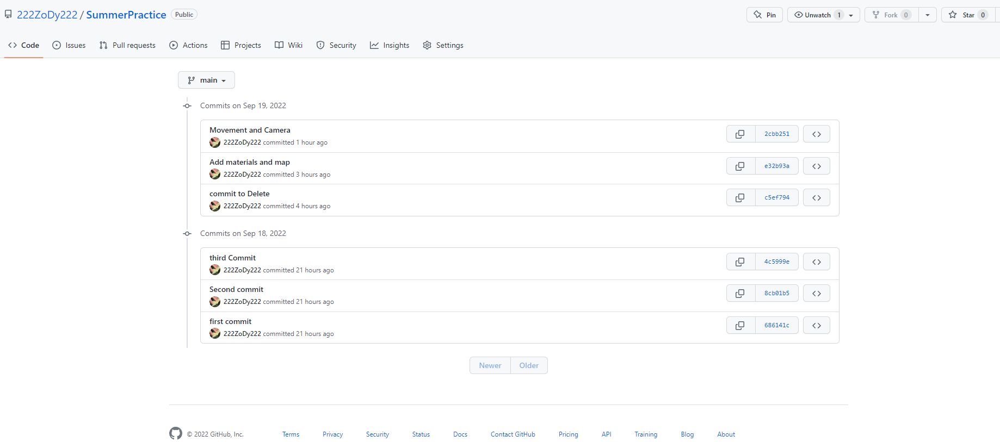 222ZoDy222 / SummerPractice Public Pin Unwatch 1 Fork 0 Star 0
Code Issues Pull requests Actions Projects Wiki Security Insights Settings
main
Commits on Sep 19, 2022
Movement and Camera
222ZoDy222 committed 1 hour ago
2cbb251
Add materials and map
222ZoDy222 committed 3 hours ago
e32b93a
commit to Delete
222ZoDy222 committed 4 hours ago
c5ef794
Commits on Sep 18, 2022
third Commit
222ZoDy222 committed 21 hours ago
4c5999e
Second commit
222ZoDy222 committed 21 hours ago
8cb01b5
first commit
222ZoDy222 committed 21 hours ago
686141c
Newer Older
© 2022 GitHub, Inc. Terms Privacy Security Status Docs Contact GitHub Pricing API Training Blog About